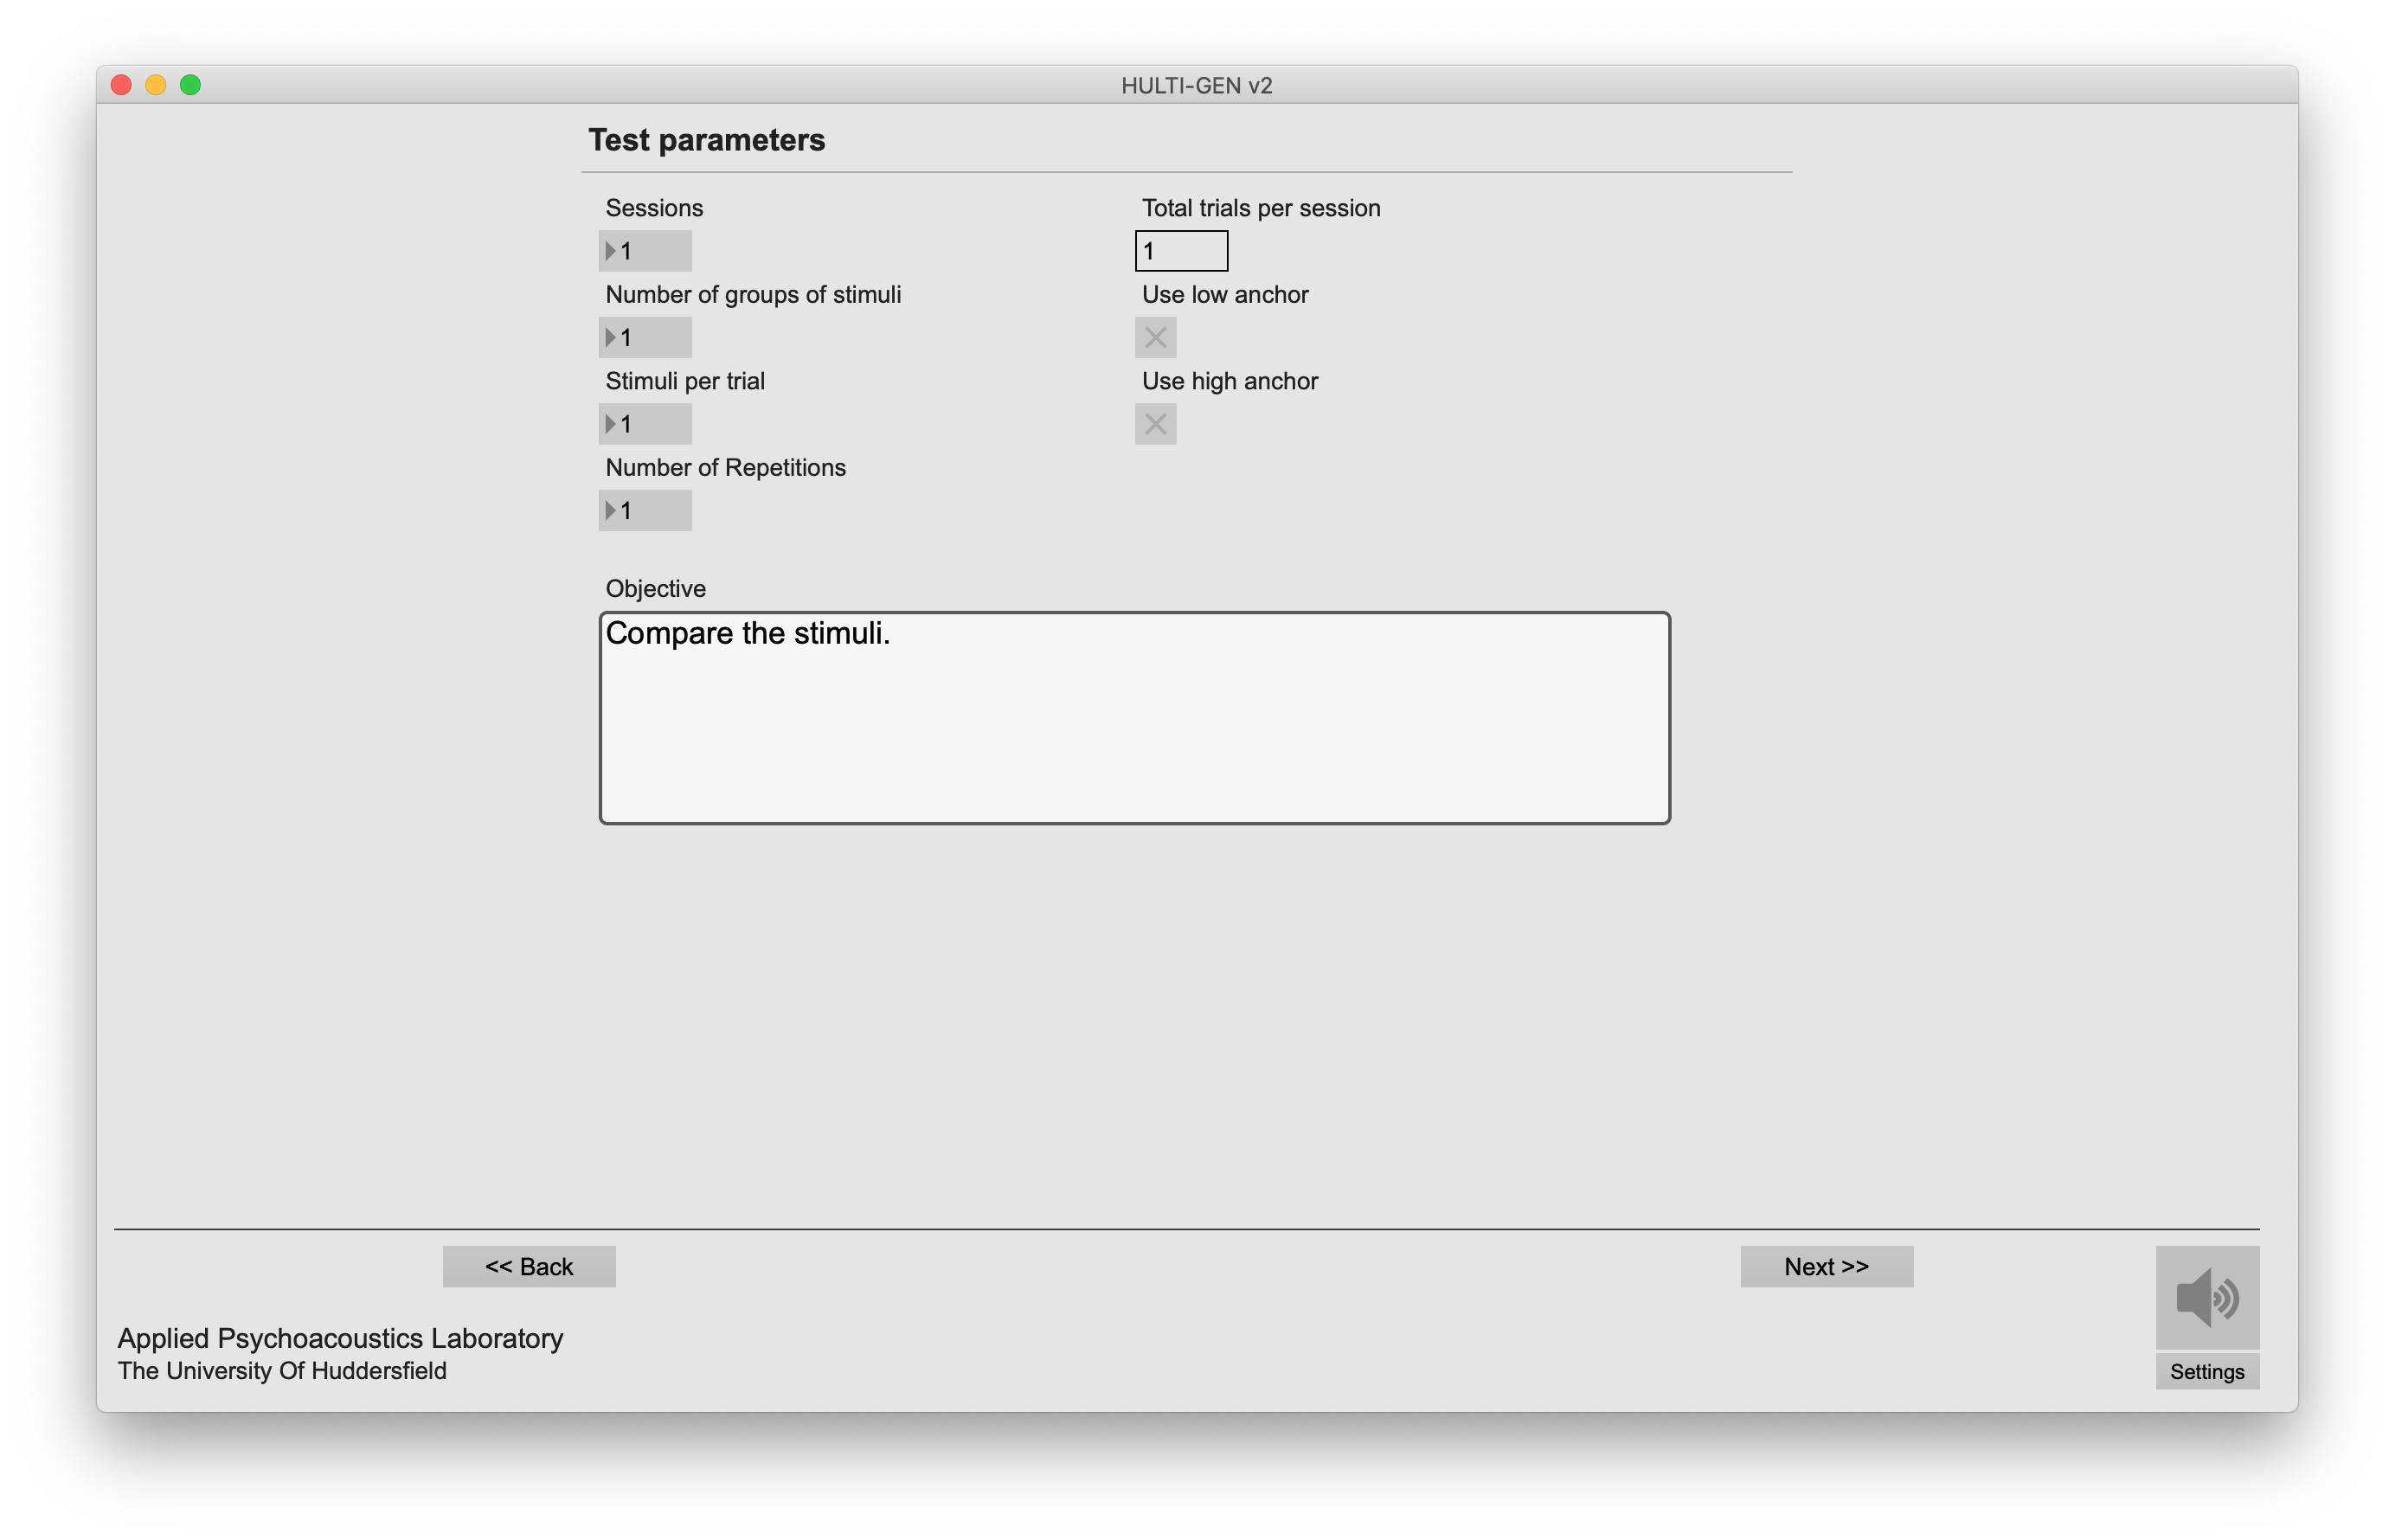 HULTI-GEN v2
Test parameters
Sessions
1
Number of groups of stimuli
1
Stimuli per trial
1
Number of Repetitions
1
Total trials per session
1
Use low anchor
Use high anchor
Objective
Compare the stimuli.
<< Back
Next >>
Applied Psychoacoustics Laboratory
The University Of Huddersfield
Settings